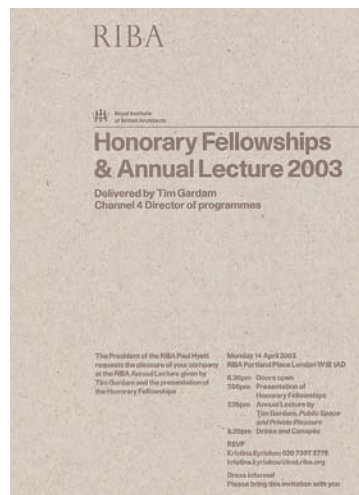 RIBA
Royal Institute
of British Architects
Honorary Fellowships
& Annual Lecture 2003
Delivered by Tim Gardam
Channel 4 Director of programmes
The President of the RIBA Paul Hyett
requests the pleasure of your company
at the RIBA Annual Lecture given by
Tim Gardam and the presentation of
the Honorary Fellowships
Monday 14 April 2003
RIBA Portland Place London W1B 1AD
6.30pm Doors open
7.00pm Presentation of
Honorary Fellowships
7.35pm Annual Lecture by
Tim Gardam, Public Space
and Private Pleasure
8.20pm Drinks and Canapés
RSVP
Kristina Kyriakou 020 7307 3778
kristina.kyriakou@inst.riba.org
Dress informal
Please bring this invitation with you